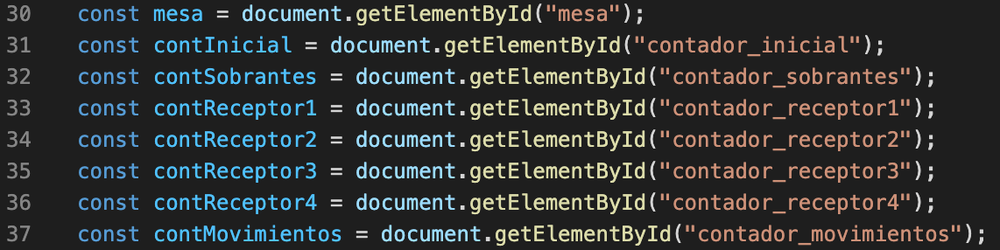 30 const mesa = document.getElementById("mesa");
31 const contInicial = document.getElementById("contador_inicial");
32 const contSobrantes = document.getElementById("contador_sobrantes");
33 const contReceptor1 = document.getElementById("contador_receptor1");
34 const contReceptor2 = document.getElementById("contador_receptor2");
35 const contReceptor3 = document.getElementById("contador_receptor3");
36 const contReceptor4 = document.getElementById("contador_receptor4");
37 const contMovimientos = document.getElementById("contador_movimientos");